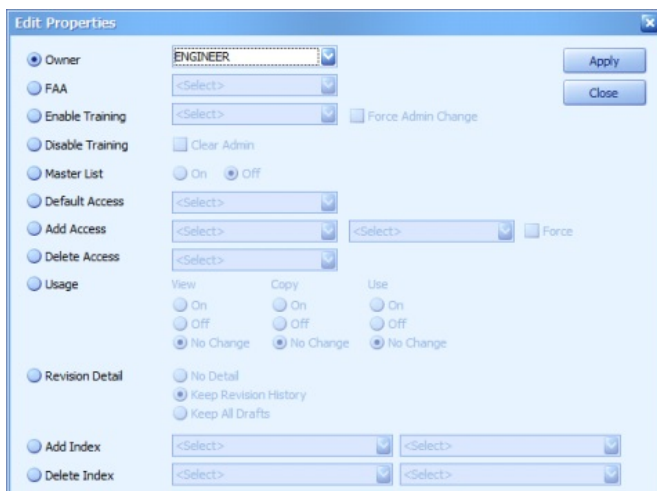 Edit Properties
Owner ENGINEER Apply
FAA <Select> Close
Enable Training <Select> Force Admin Change
Disable Training Clear Admin
Master List On Off
Default Access <Select>
Add Access <Select> <Select> Force
Delete Access <Select>
Usage View Copy Use
On On On
Off Off Off
No Change No Change No Change
Revision Detail No Detail
Keep Revision History
Keep All Drafts
Add Index <Select> <Select>
Delete Index <Select> <Select>